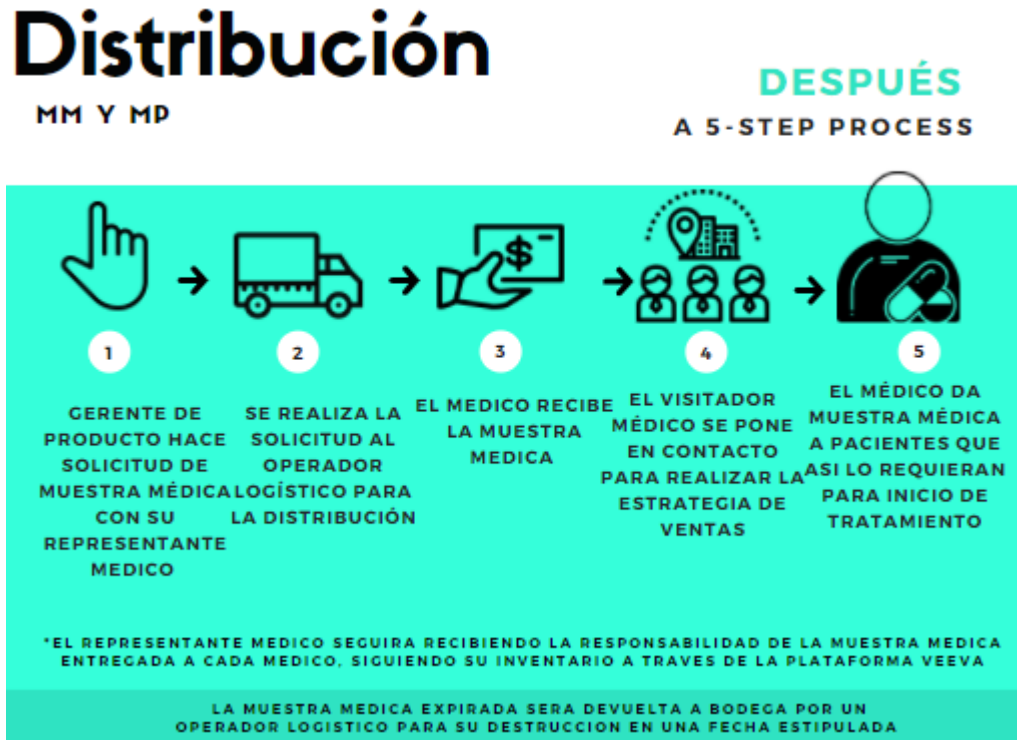 Distribución
MM Y MP
DESPUÉS
A 5-STEP PROCESS
$
1
GERENTE DE
PRODUCTO HACE
SOLICITUD DE
MUESTRA MÉDICA
CON SU
REPRESENTANTE
MEDICO
2
SE REALIZA LA
SOLICITUD AL
OPERADOR
LOGÍSTICO PARA
LA DISTRIBUCIÓN
3
EL MEDICO RECIBE
LA MUESTRA
MEDICA
4
EL VISITADOR
MÉDICO SE PONE
EN CONTACTO
PARA REALIZAR LA
ESTRATEGIA DE
VENTAS
5
EL MÉDICO DA
MUESTRA MÉDICA
A PACIENTES QUE
ASI LO REQUIERAN
PARA INICIO DE
TRATAMIENTO
*EL REPRESENTANTE MEDICO SEGUIRA RECIBIENDO LA RESPONSABILIDAD DE LA MUESTRA MEDICA
ENTREGADA A CADA MEDICO, SIGUIENDO SU INVENTARIO A TRAVES DE LA PLATAFORMA VEEVA
LA MUESTRA MEDICA EXPIRADA SERA DEVUELTA A BODEGA POR UN
OPERADOR LOGISTICO PARA SU DESTRUCCION EN UNA FECHA ESTIPULADA